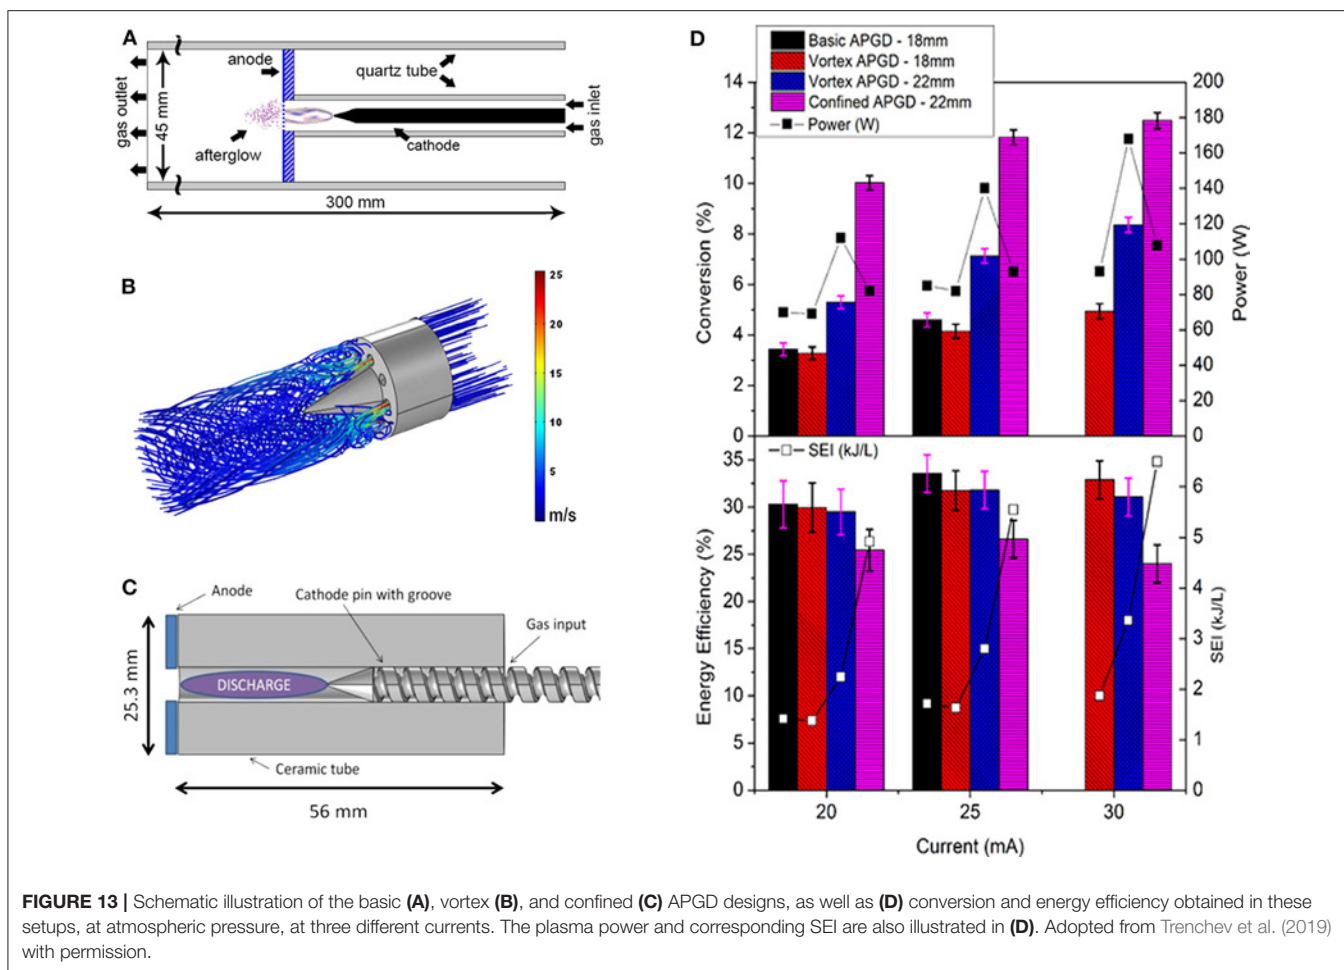 A
anode
quartz tube
gas outlet
45 mm
gas inlet
afterglow
cathode
300 mm
B
25
20
15
10
5
m/s
C
Anode
Cathode pin with groove
Gas input
25.3 mm
DISCHARGE
Ceramic tube
56 mm
D
Basic APGD - 18mm
Vortex APGD - 18mm
Vortex APGD - 22mm
Confined APGD - 22mm
Power (W)
14
12
10
8
6
4
2
0
Conversion (%)
200
180
160
140
120
100
80
60
40
20
0
Power (W)
SEI (kJ/L)
35
30
25
20
15
10
5
0
Energy Efficiency (%)
6
5
4
3
2
1
0
SEI (kJ/L)
20
25
30
Current (mA)
FIGURE 13 | Schematic illustration of the basic (A), vortex (B), and confined (C) APGD designs, as well as (D) conversion and energy efficiency obtained in these
setups, at atmospheric pressure, at three different currents. The plasma power and corresponding SEI are also illustrated in (D). Adopted from Trenchev et al. (2019)
with permission.